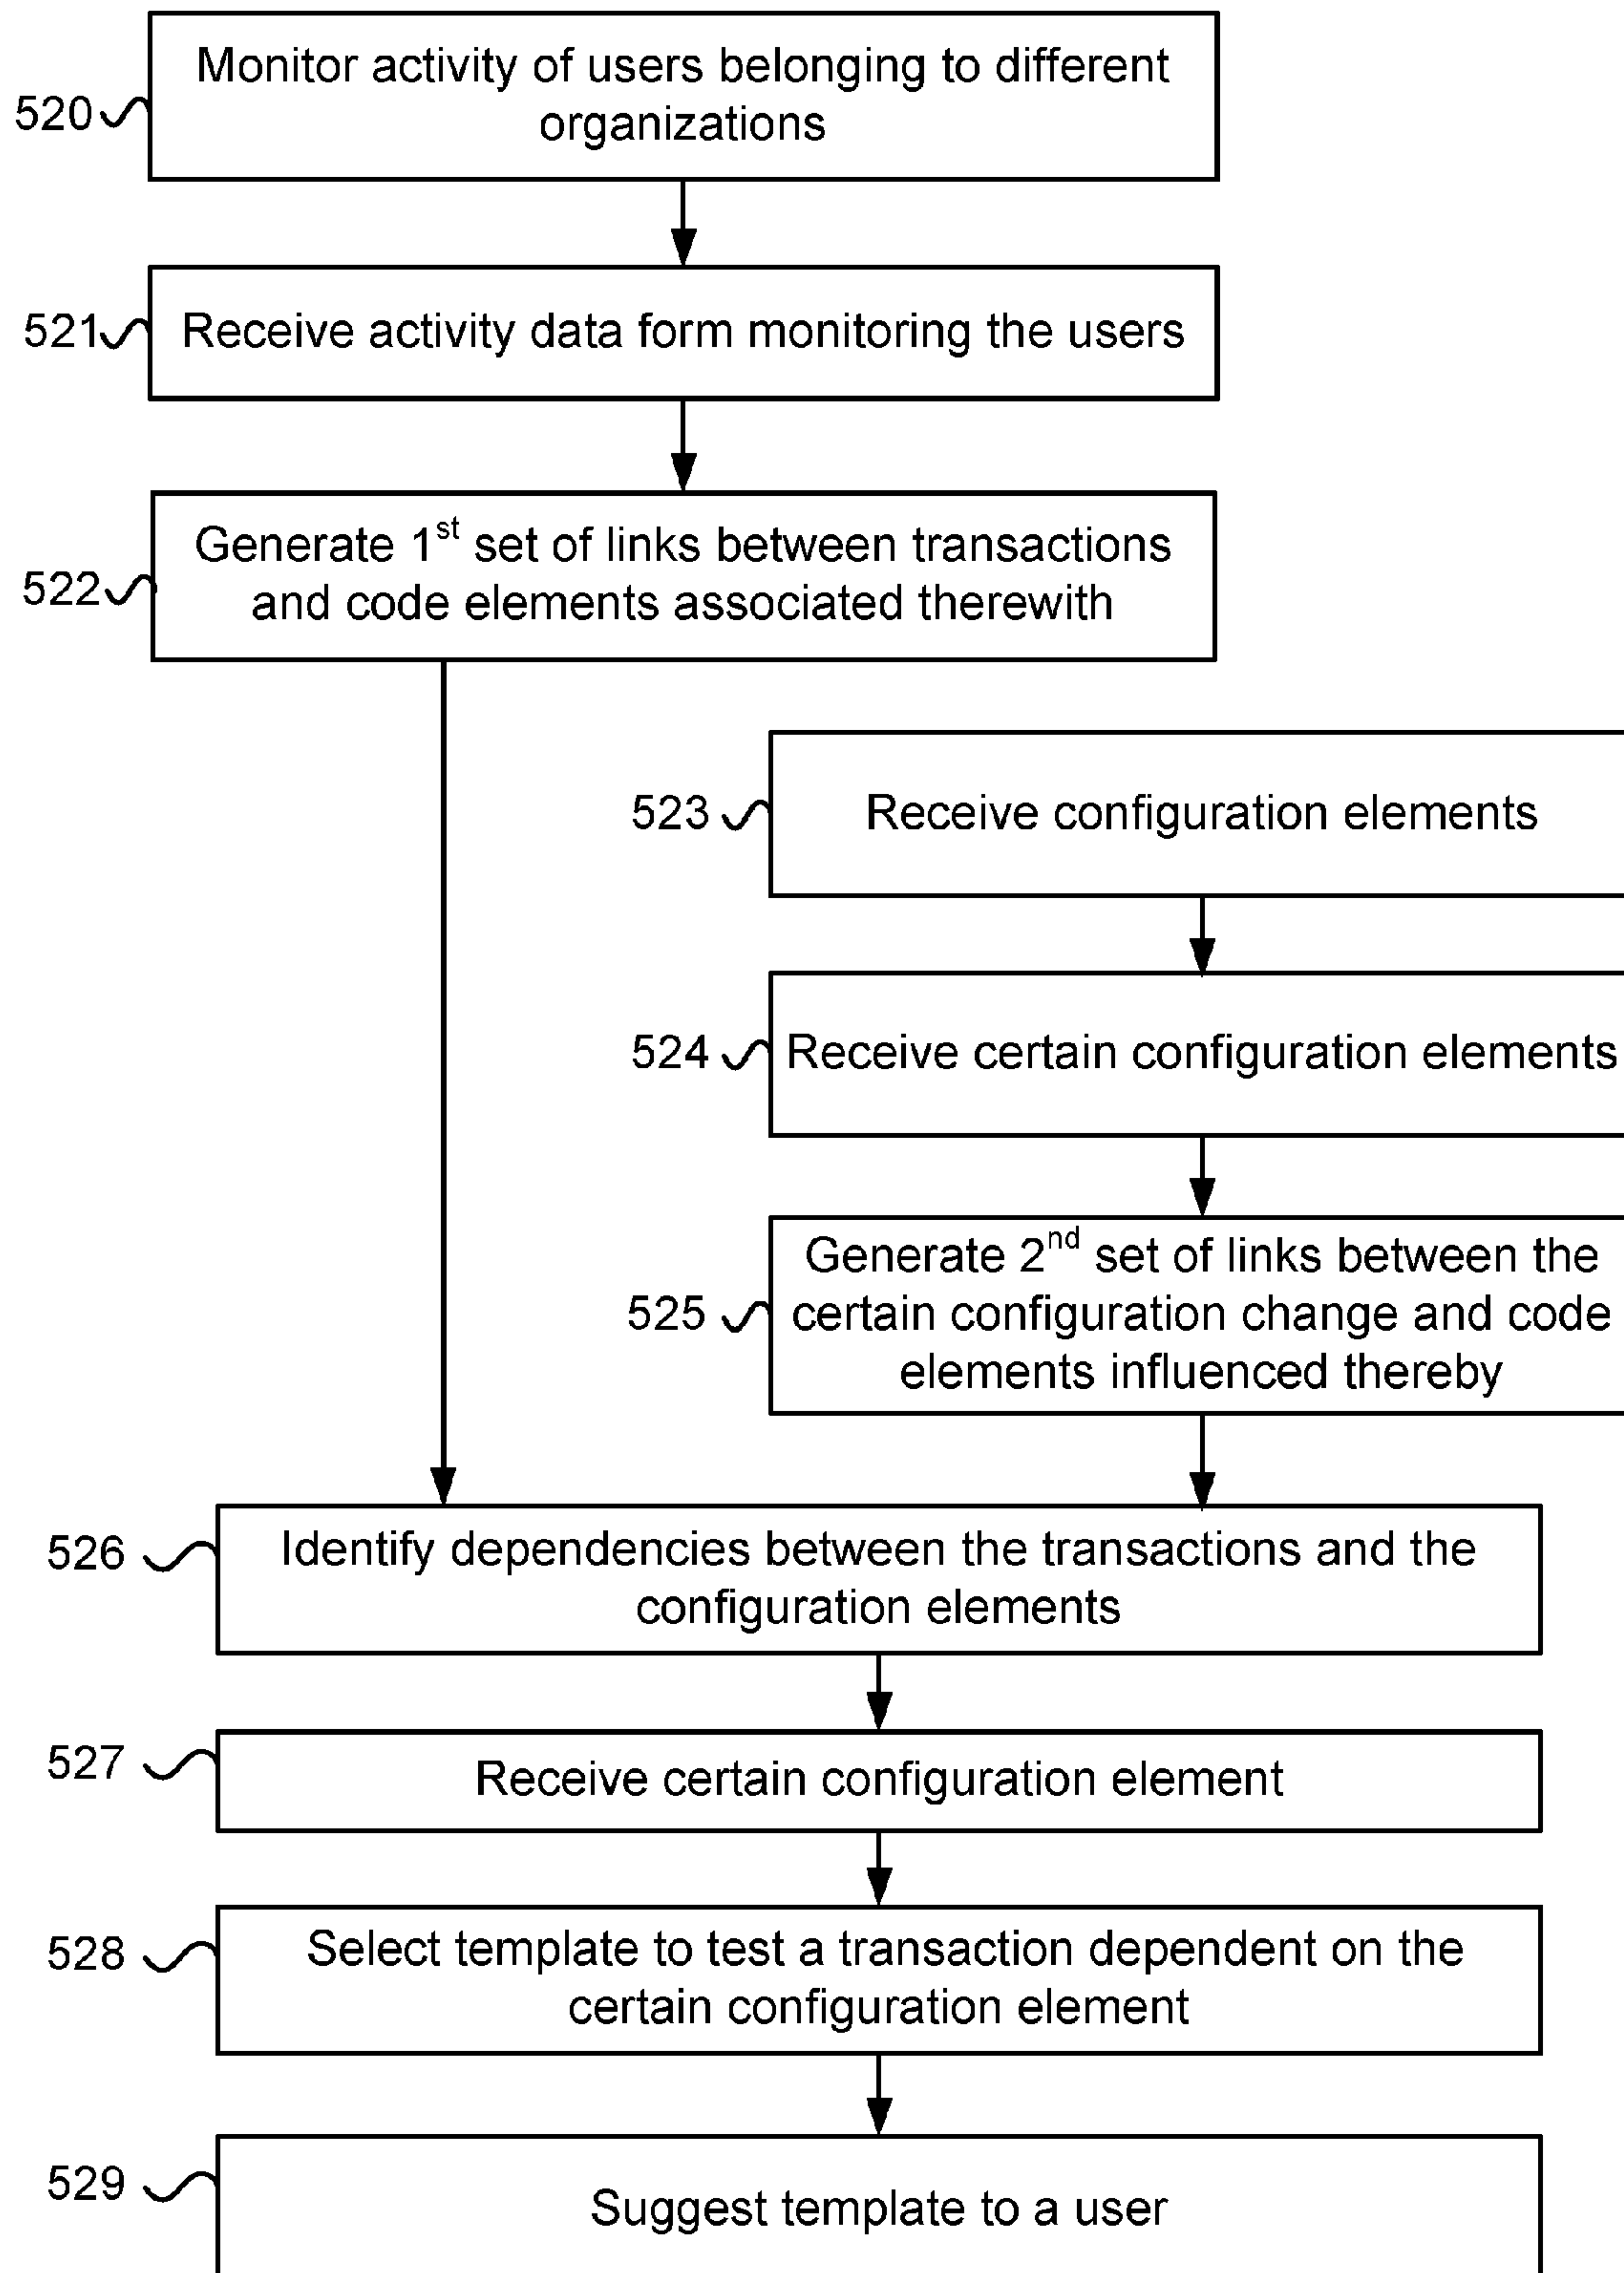 Monitor activity of users belonging to different
organizations
520
521
Receive activity data form monitoring the users
Generate 1st set of links between transactions
and code elements associated therewith
522
523
Receive configuration elements
524
Receive certain configuration elements
Generate 2nd set of links between the
certain configuration change and code
elements influenced thereby
525
526
Identify dependencies between the transactions and the
configuration elements
527
Receive certain configuration element
528
Select template to test a transaction dependent on the
certain configuration element
529
Suggest template to a user